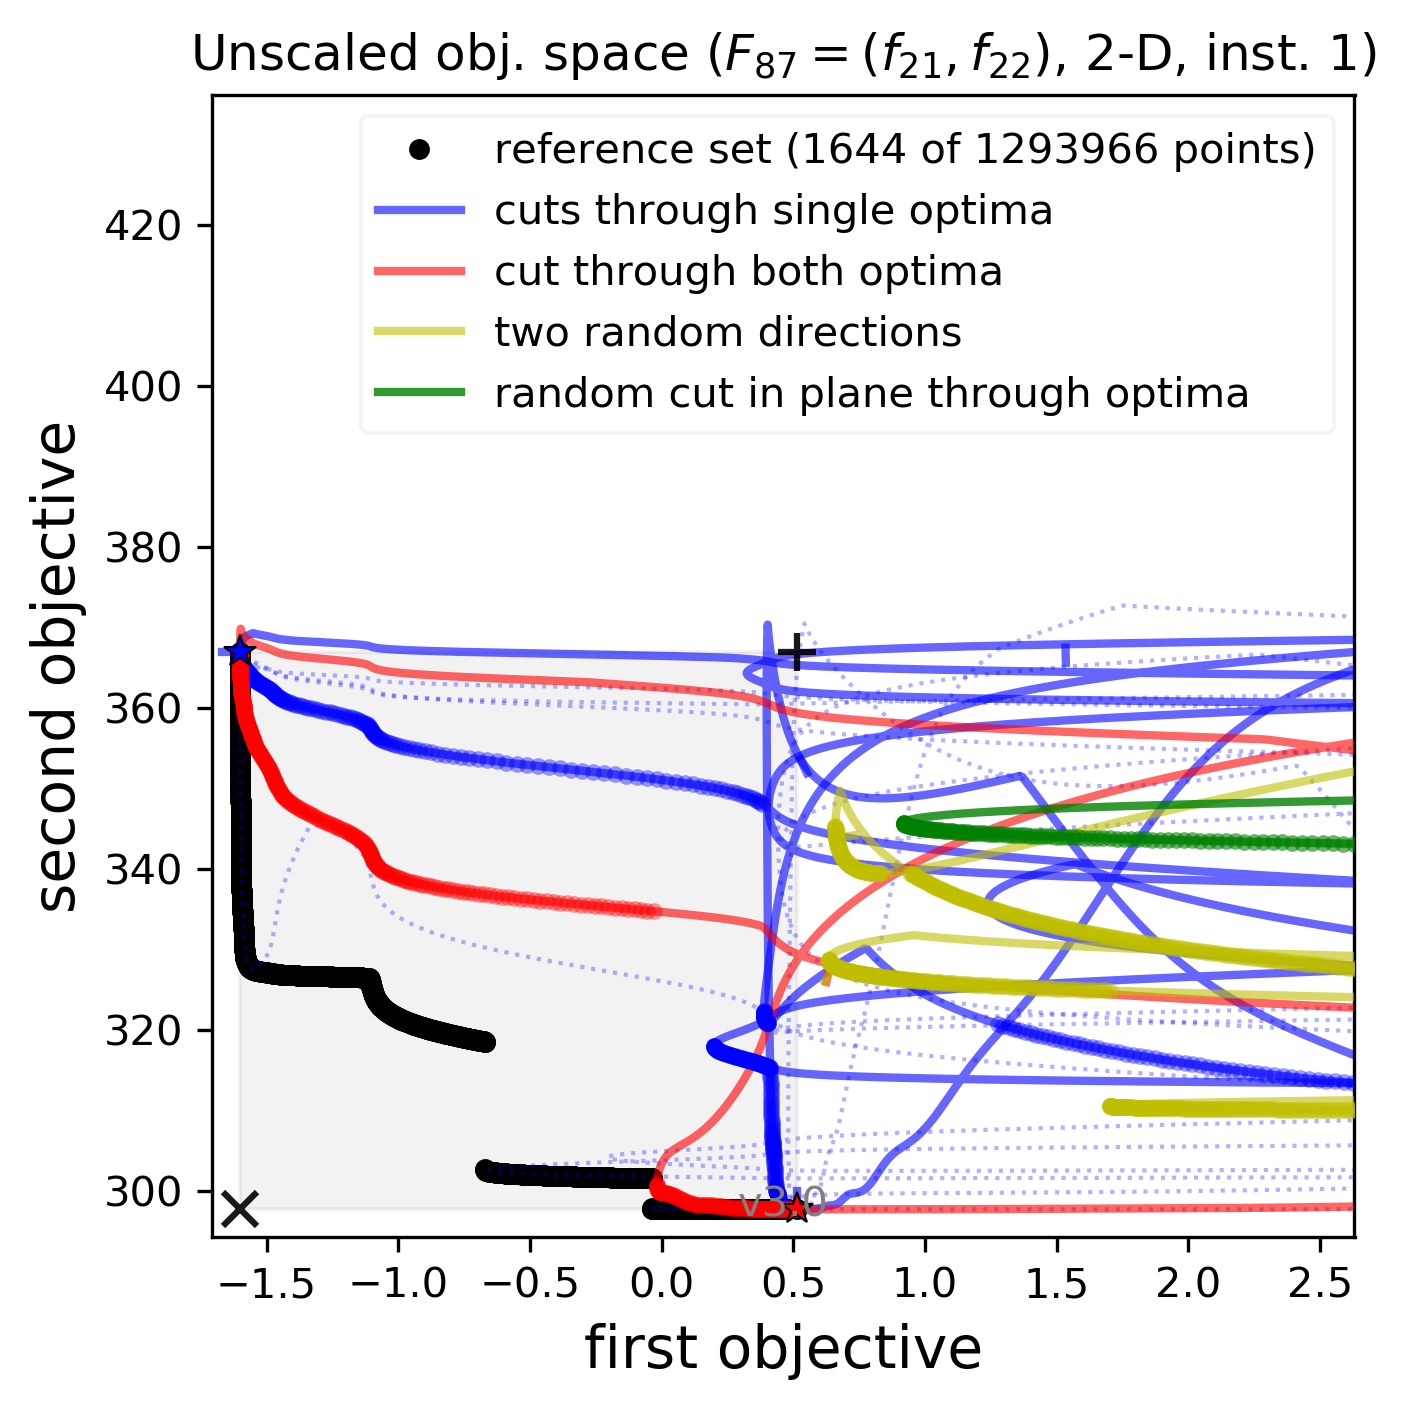 Unscaled obj. space (F87 = (f21, f22), 2-D, inst. 1)
reference set (1644 of 1293966 points)
cuts through single optima
cut through both optima
two random directions
random cut in plane through optima
420
400
380
360
340
320
300
second objective
v3.0
−1.5 −1.0 −0.5 0.0 0.5 1.0 1.5 2.0 2.5
first objective